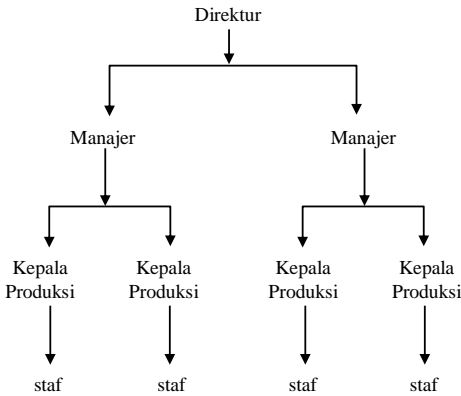 Direktur
Manajer Manajer
Kepala Kepala Kepala Kepala
Produksi Produksi Produksi Produksi
staf staf staf staf